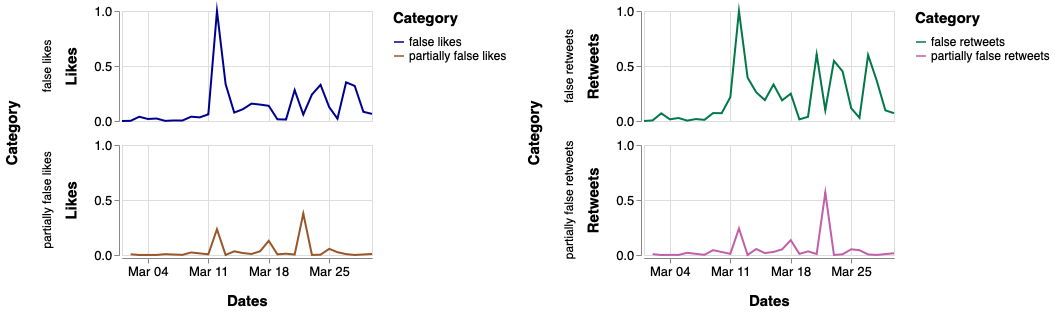 Category
false likes
Likes
1.0
0.5
0.0
partially false likes
Likes
1.0
0.5
0.0
Mar 04 Mar 11 Mar 18 Mar 25
Dates
Category
false likes
partially false likes
Category
false retweets
Retweets
1.0
0.5
0.0
partially false retweets
Retweets
1.0
0.5
0.0
Mar 04 Mar 11 Mar 18 Mar 25
Dates
Category
false retweets
partially false retweets